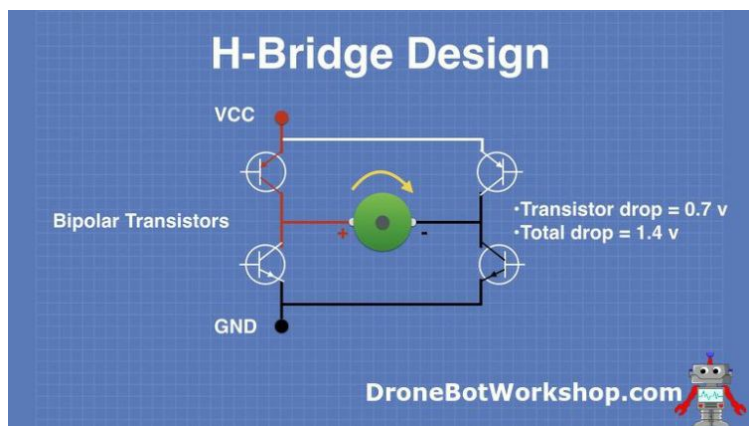 H-Bridge Design
VCC
Bipolar Transistors
•Transistor drop = 0.7 v
•Total drop = 1.4 v
+ -
GND
DroneBotWorkshop.com